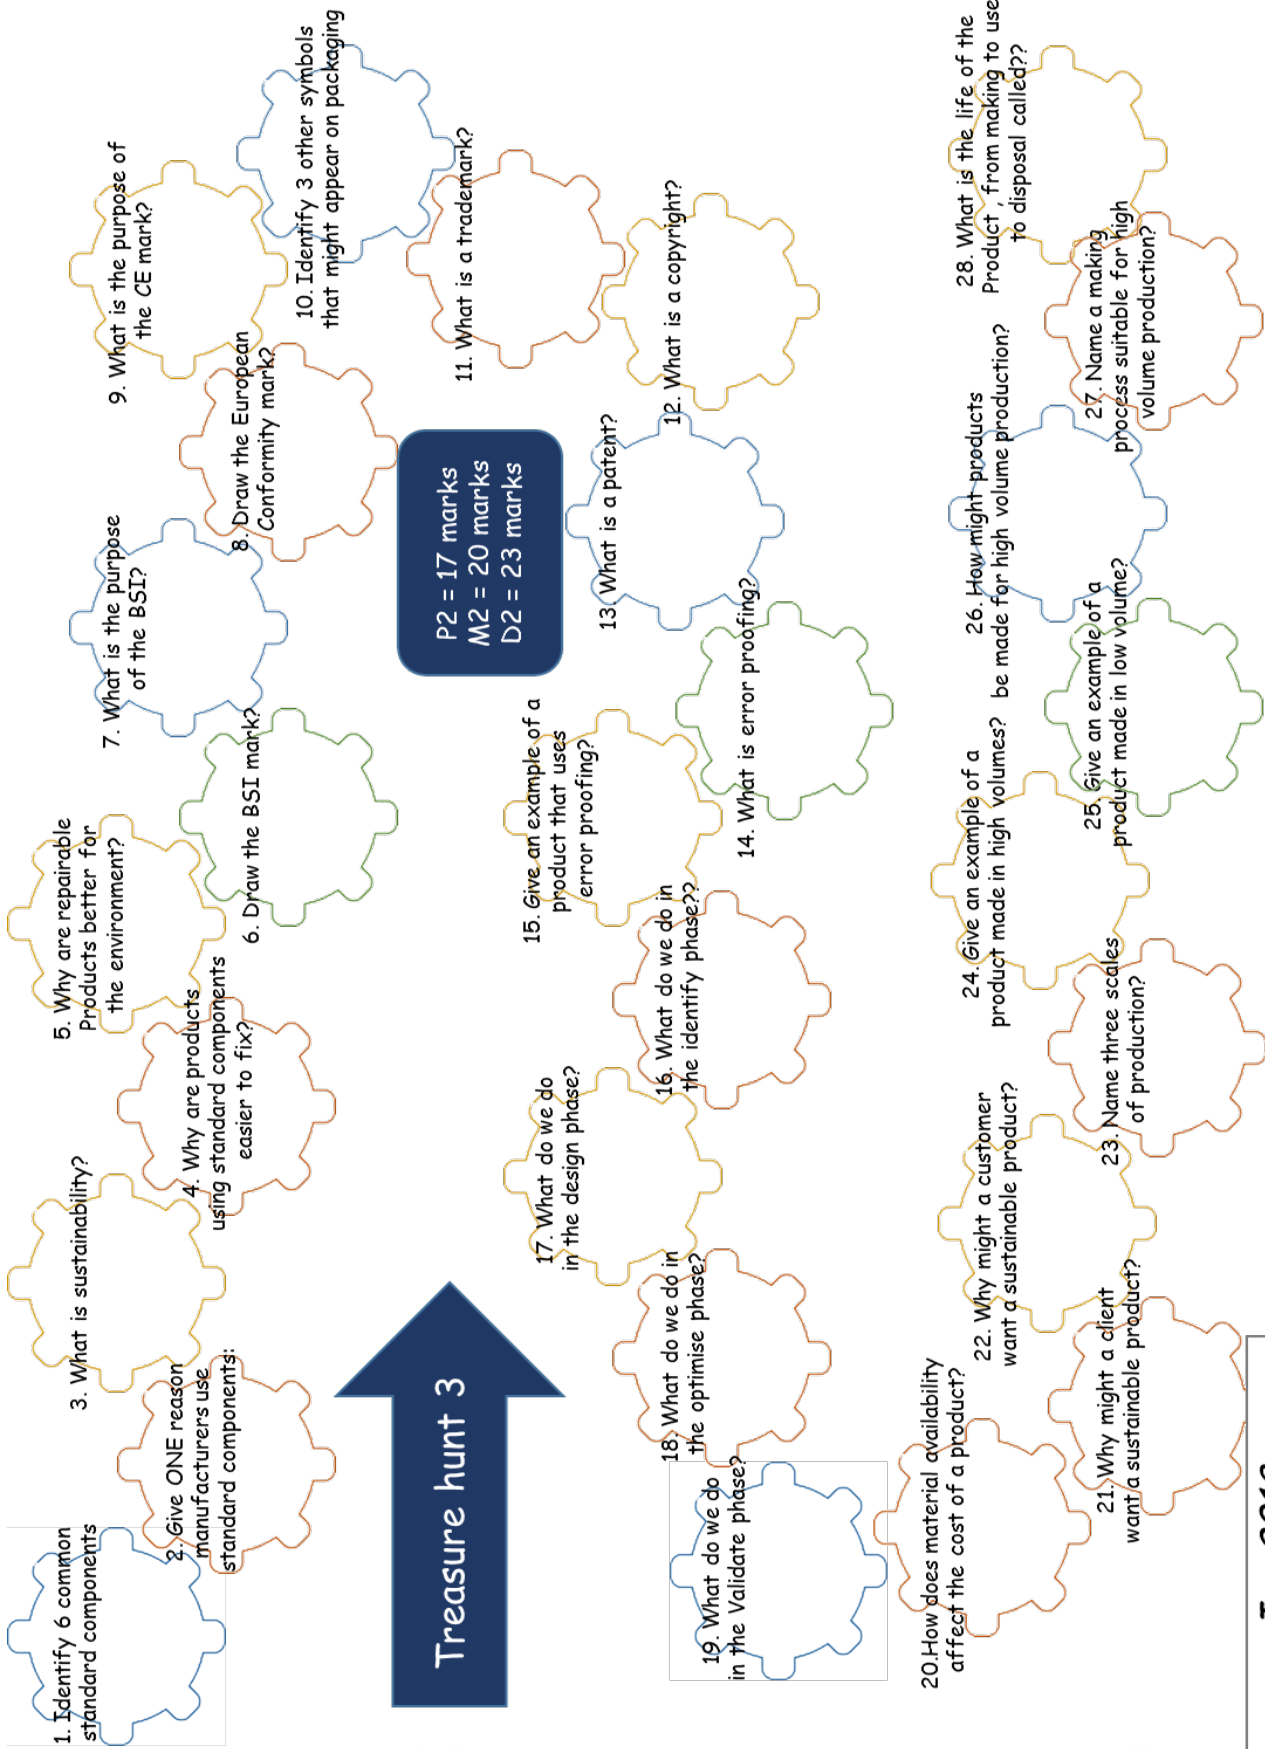 1. Identify 6 common
standard components
2. Give ONE reason
manufacturers use
standard components:
3. What is sustainability?
4. Why are products
using standard components
easier to fix?
5. Why are repairable
Products better for
the environment?
6. Draw the BSI mark?
7. What is the purpose
of the BSI?
8. Draw the European
Conformity mark?
9. What is the purpose of
the CE mark?
10. Identify 3 other symbols
that might appear on packaging
11. What is a trademark?
12. What is a copyright?
13 What is a patent?
14. What is error proofing?
15. Give an example of a
product that uses
error proofing?
16. What do we do in
the identify phase??
17. What do we do
in the design phase?
18. What do we do in
the optimise phase?
19. What do we do
in the Validate phase?
20.How does material availability
affect the cost of a product?
21. Why might a client
want a sustainable product?
22. Why might a customer
want a sustainable product?
23. Name three scales
of production?
24. Give an example of a
product made in high volumes?
25. Give an example of a
product made in low volume?
26. How might products
be made for high volume production?
27. Name a making
process suitable for high
volume production?
28. What is the life of the
Product , from making to use
to disposal called??
Treasure hunt 3
P2 = 17 marks
M2 = 20 marks
D2 = 23 marks